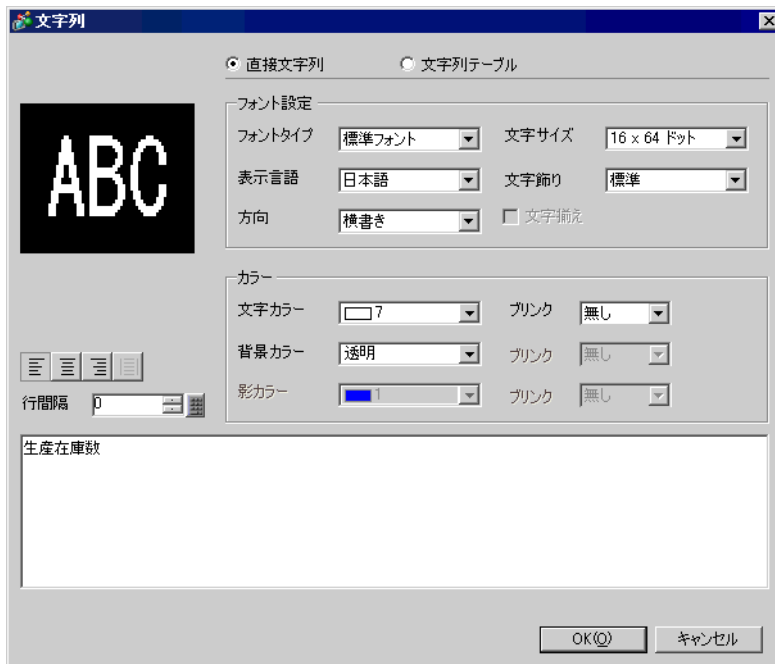 文字列
直接文字列 文字列テーブル
ABC
フォント設定
フォントタイプ 標準フォント 文字サイズ 16 x 64 ドット
表示言語 日本語 文字飾り 標準
方向 横書き 文字揃え
カラー
文字カラー 7 ブリンク 無し
背景カラー 透明 ブリンク 無し
影カラー 1 ブリンク 無し
行間隔 0
生産在庫数
OK(O) キャンセル